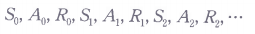 S₀, A₀, R₀, S₁, A₁, R₁, S₂, A₂, R₂, ⋯